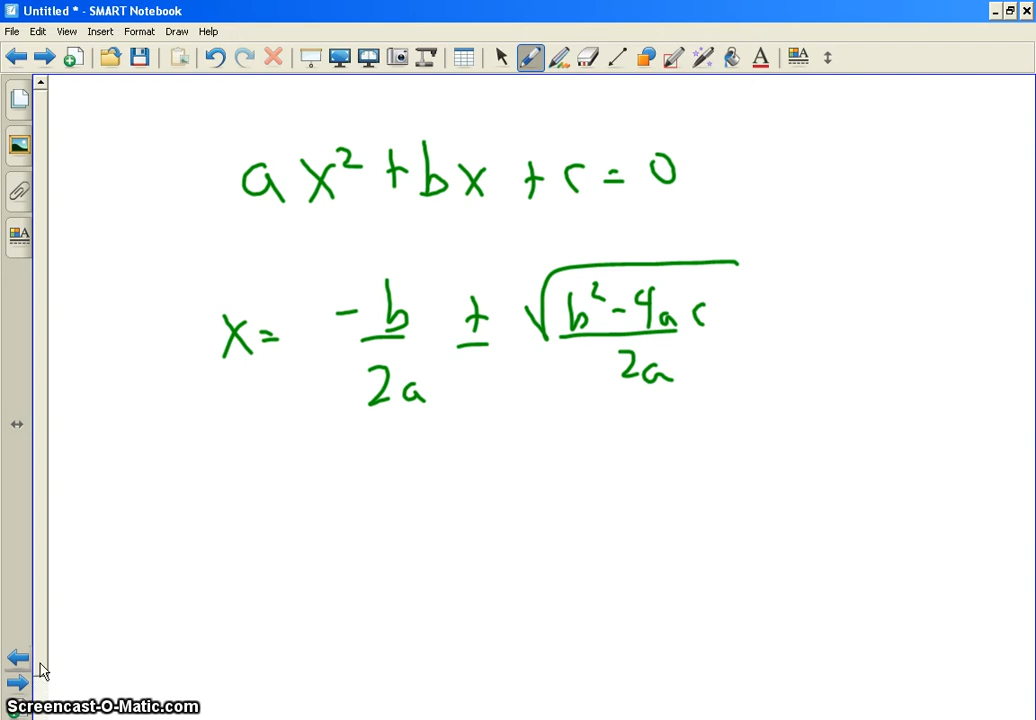 Untitled * - SMART Notebook
File Edit View Insert Format Draw Help
ax² + bx + c = 0
x = -b/2a ± √(b² - 4ac)/2a
Screencast-O-Matic.com